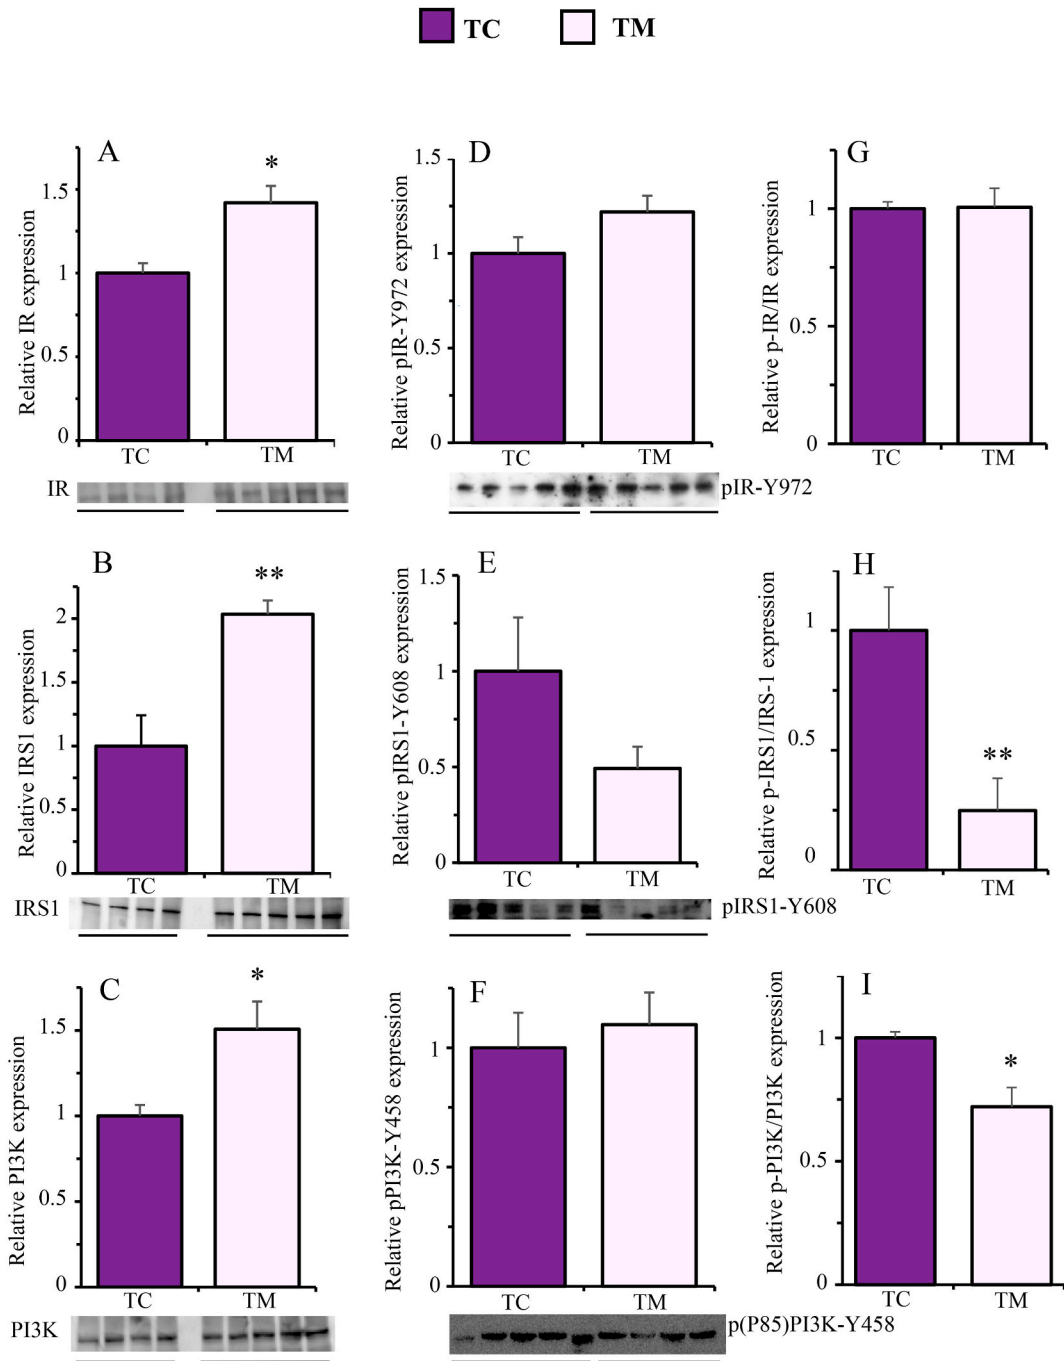 TC TM
A
*
Relative IR expression
1.5
1
0.5
0
TC TM
IR
D
Relative pIR-Y972 expression
1.5
1
0.5
0
TC TM
pIR-Y972
G
Relative p-IR/IR expression
1
0.5
0
TC TM
B
**
Relative IRS1 expression
2
1.5
1
0.5
0
TC TM
IRS1
E
Relative pIRS1-Y608 expression
1.5
1
0.5
0
TC TM
pIRS1-Y608
H
**
Relative p-IRS1/IRS-1 expression
1
0.5
0
TC TM
C
*
Relative PI3K expression
1.5
1
0.5
0
TC TM
PI3K
F
Relative pPI3K-Y458 expression
1
0.5
0
TC TM
p(P85)PI3K-Y458
I
*
Relative p-PI3K/PI3K expression
1
0.5
0
TC TM